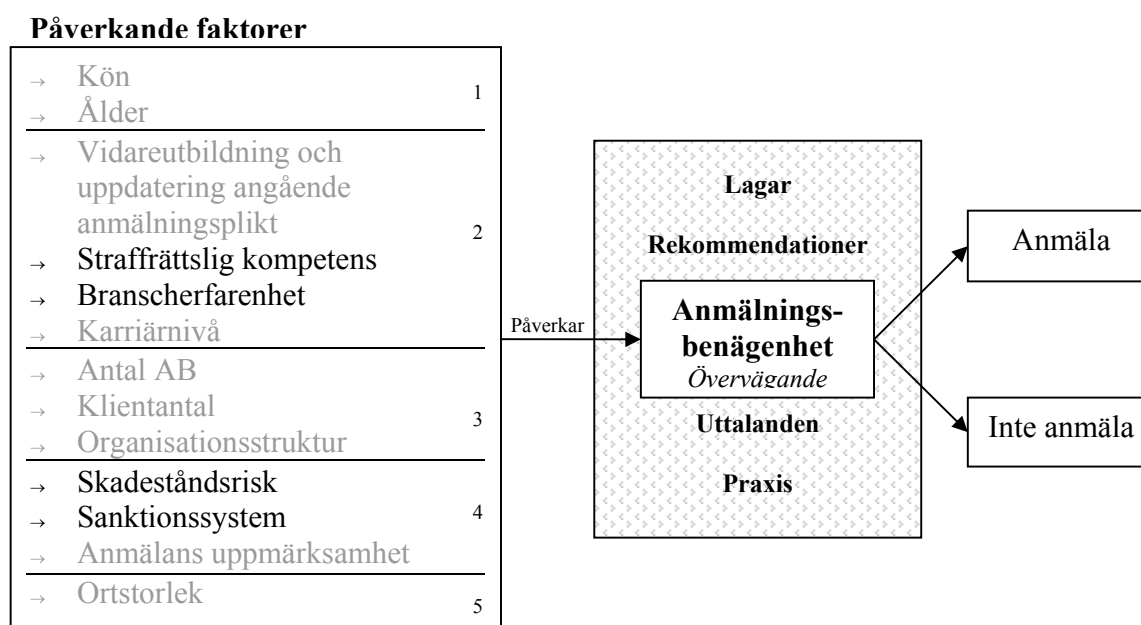 Påverkande faktorer
→ Kön
→ Ålder
1
→ Vidareutbildning och
uppdatering angående
anmälningsplikt
→ Straffrättslig kompetens
→ Branscherfarenhet
→ Karriärnivå
2
→ Antal AB
→ Klientantal
→ Organisationsstruktur
3
→ Skadeståndsrisk
→ Sanktionssystem
→ Anmälans uppmärksamhet
4
→ Ortstorlek
5
Påverkar
Lagar
Rekommendationer
Anmälnings-
benägenhet
Övervägande
Uttalanden
Praxis
Anmäla
Inte anmäla